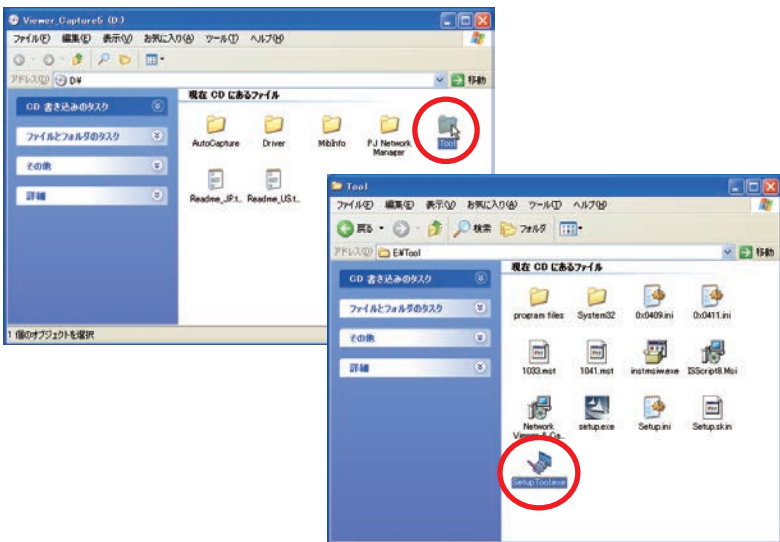 Viewer_Capture5 (D:)
ファイル(F) 編集(E) 表示(V) お気に入り(A) ツール(T) ヘルプ(H)
アドレス(D) D:¥ 移動
CD 書き込みのタスク
ファイルとフォルダのタスク
その他
詳細
現在 CD にあるファイル
AutoCapture Driver MibInfo PJ Network Manager Tool
Readme_JP.t... Readme_US.t...
1 個のオブジェクトを選択
Tool
ファイル(F) 編集(E) 表示(V) お気に入り(A) ツール(T) ヘルプ(H)
戻る 検索 フォルダ
アドレス(D) E:¥Tool 移動
CD 書き込みのタスク
ファイルとフォルダのタスク
その他
詳細
現在 CD にあるファイル
program files System32 0x0409.ini 0x0411.ini
1033.mst 1041.mst instmsiw.exe ISScript8.Msi
Network Viewer & Ca... setup.exe Setup.ini Setup.skin
SetupTool.exe